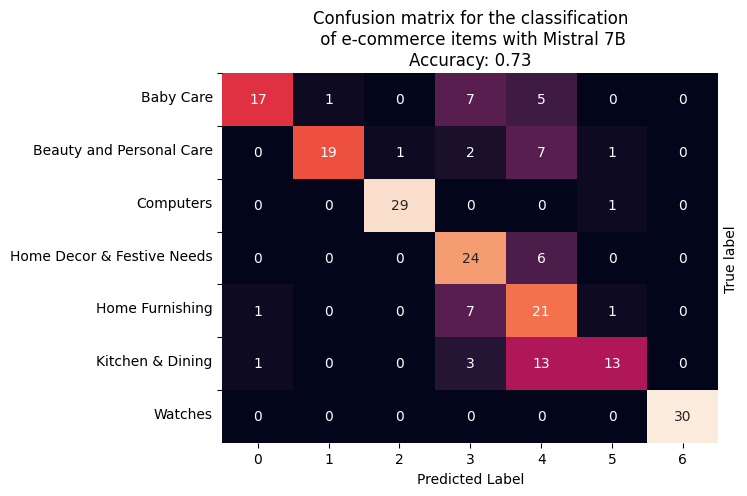 Confusion matrix for the classification
of e-commerce items with Mistral 7B
Accuracy: 0.73
Baby Care 17 1 0 7 5 0 0
Beauty and Personal Care 0 19 1 2 7 1 0
Computers 0 0 29 0 0 1 0
Home Decor & Festive Needs 0 0 0 24 6 0 0
Home Furnishing 1 0 0 7 21 1 0
Kitchen & Dining 1 0 0 3 13 13 0
Watches 0 0 0 0 0 0 30
True label
0 1 2 3 4 5 6
Predicted Label